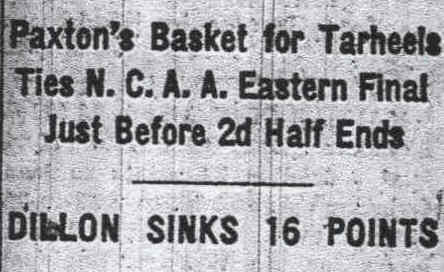 Paxton's Basket for Tarheels
Ties N. C. A. A. Eastern Final
Just Before 2d Half Ends
DILLON SINKS 16 POINTS